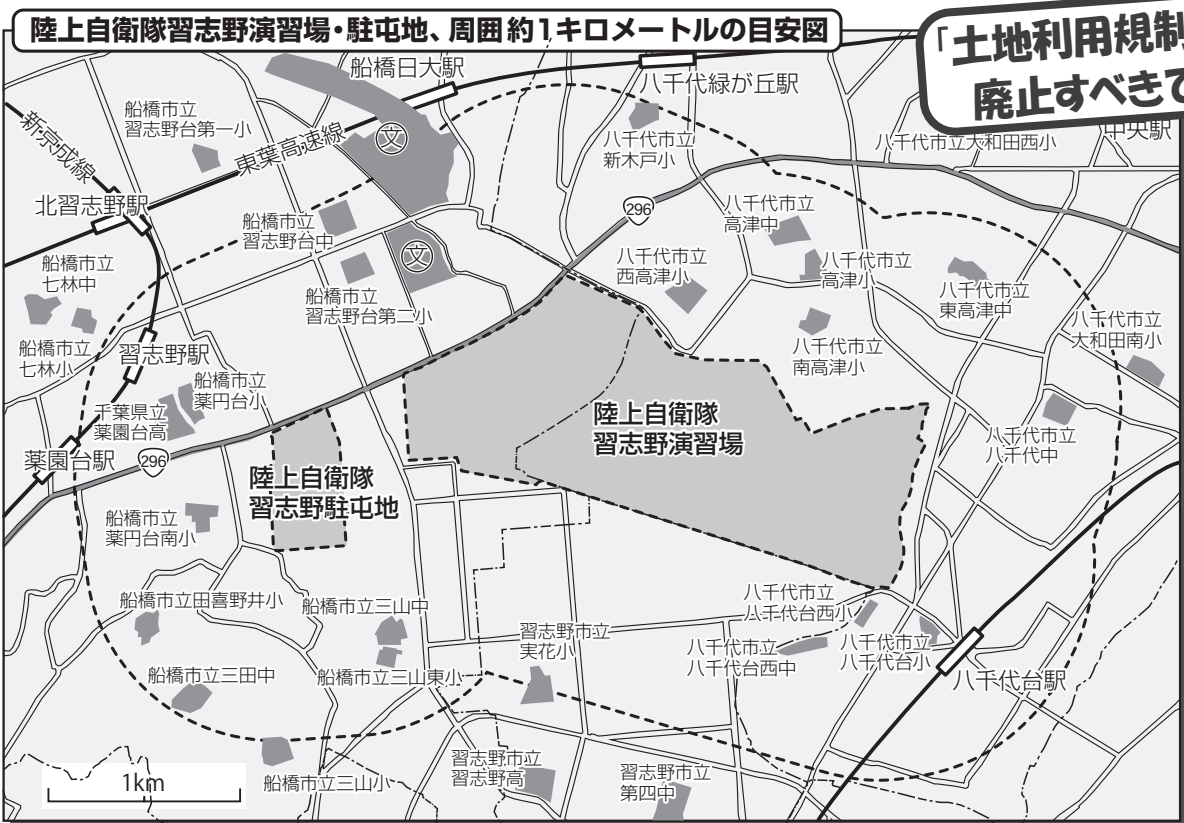 陸上自衛隊習志野演習場・駐屯地、周囲約1キロメートルの目安図
「土地利用規制
廃止すべきで
船橋日大駅
八千代緑が丘駅
中央駅
船橋市立
習志野台第一小
新京成線
東葉高速線
文
八千代市立
新木戸小
八千代市立大和田西小
北習志野駅
船橋市立
習志野台中
296
八千代市立
高津中
文
船橋市立
七林中
八千代市立
西高津小
八千代市立
高津小
八千代市立
東高津中
船橋市立
習志野台第二小
八千代市立
大和田南小
船橋市立
七林小
習志野駅
八千代市立
南高津小
船橋市立
薬円台小
千葉県立
薬園台高
陸上自衛隊
習志野演習場
八千代市立
八千代中
薬園台駅
296
陸上自衛隊
習志野駐屯地
船橋市立
薬円台南小
船橋市立田喜野井小
船橋市立三山中
八千代市立
八千代台西小
習志野市立
実花小
八千代市立
八千代台西中
八千代市立
八千代台小
船橋市立三田中
船橋市立三山東小
八千代台駅
1km
船橋市立三山小
習志野市立
習志野高
習志野市立
第四中